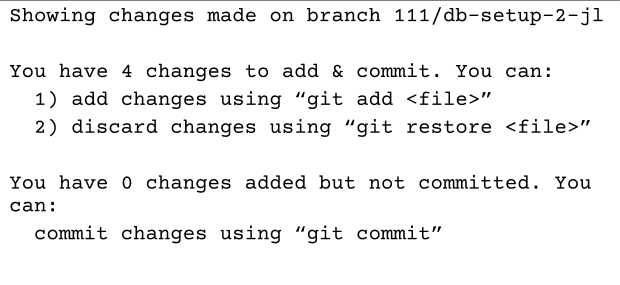 Showing changes made on branch 111/db-setup-2-jl
You have 4 changes to add & commit. You can:
1) add changes using “git add <file>”
2) discard changes using “git restore <file>”
You have 0 changes added but not committed. You
can:
commit changes using “git commit”